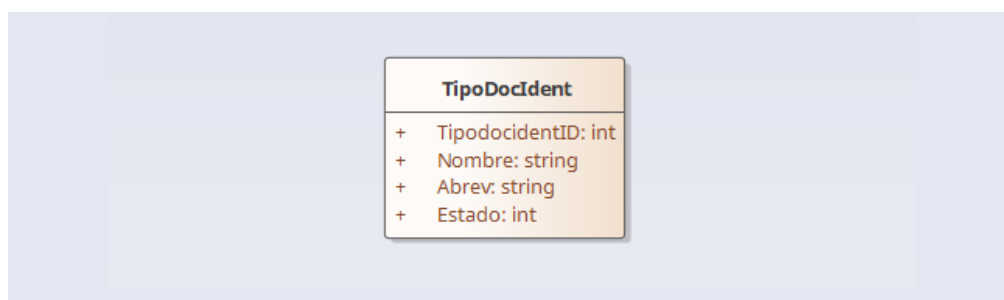 TipoDocIdent
+ TipodocidentID: int
+ Nombre: string
+ Abrev: string
+ Estado: int